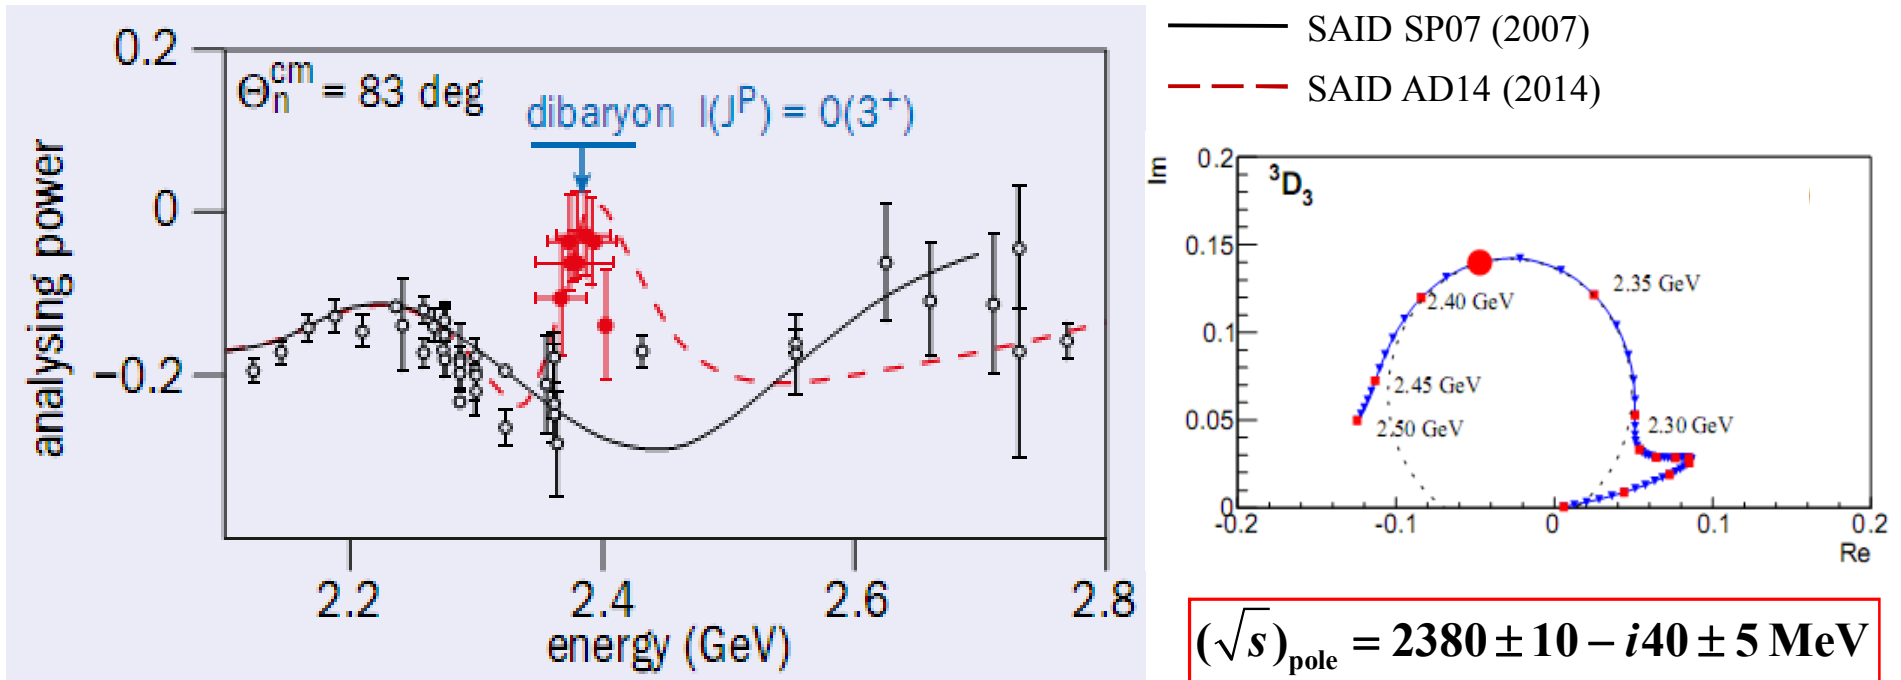 0.2
Θₙᶜᵐ = 83 deg
dibaryon I(Jᴾ) = 0(3⁺)
analysing power
0
−0.2
2.2
2.4
2.6
2.8
energy (GeV)
SAID SP07 (2007)
SAID AD14 (2014)
Im
0.2
³D₃
0.15
0.1
0.05
0
2.35 GeV
2.40 GeV
2.45 GeV
2.50 GeV
2.30 GeV
-0.2
-0.1
0
0.1
0.2
Re
(√s)pole = 2380 ± 10 − i40 ± 5 MeV